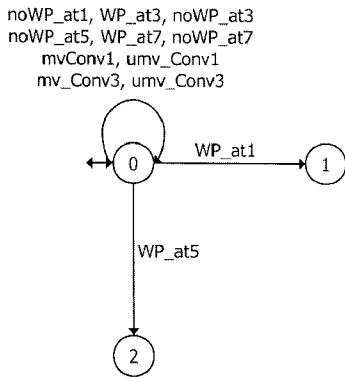 noWP_at1, WP_at3, noWP_at3
noWP_at5, WP_at7, noWP_at7
mvConv1, umv_Conv1
mv_Conv3, umv_Conv3
0
WP_at1
1
WP_at5
2